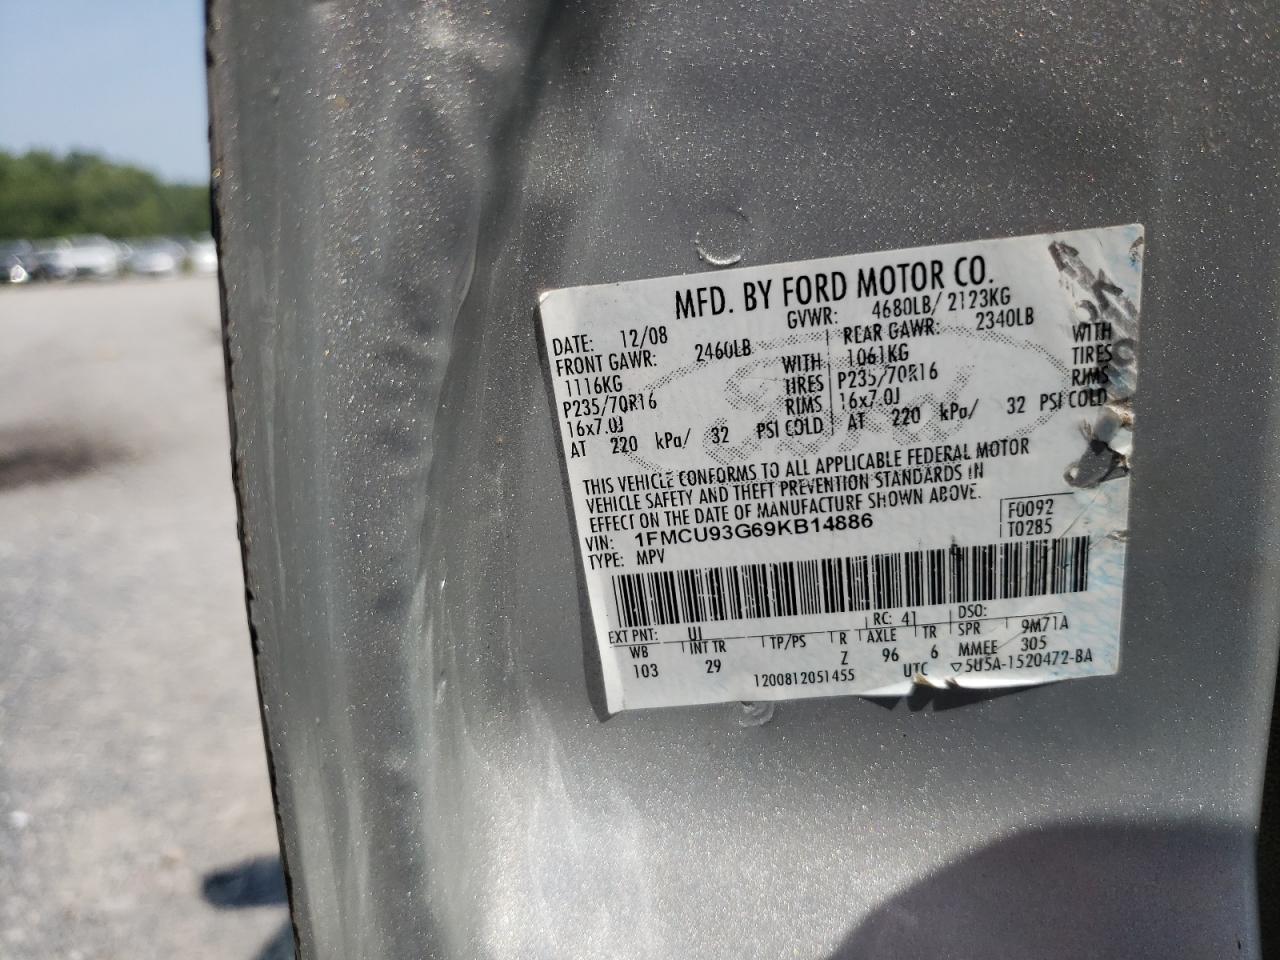 MFD. BY FORD MOTOR CO.
DATE: 12/08 GVWR: 4680LB/ 2123KG
FRONT GAWR: 2460LB REAR GAWR: 2340LB
1116KG WITH 1061KG WITH
P235/70R16 TIRES P235/70R16 TIRES
16x7.0J RIMS 16x7.0J RIMS
AT 220 kPa/ 32 PSI COLD AT 220 kPa/ 32 PSI COLD
THIS VEHICLE CONFORMS TO ALL APPLICABLE FEDERAL MOTOR
VEHICLE SAFETY AND THEFT PREVENTION STANDARDS IN
EFFECT ON THE DATE OF MANUFACTURE SHOWN ABOVE.
VIN: 1FMCU93G69KB14886 F0092
TYPE: MPV T0285
EXT PNT: UI RC: 41 DSO:
WB INT TR TP/PS R AXLE TR SPR 9M71A
103 29 Z 96 6 MMEE 305
1200812051455 UTC ▽5U5A-1520472-BA